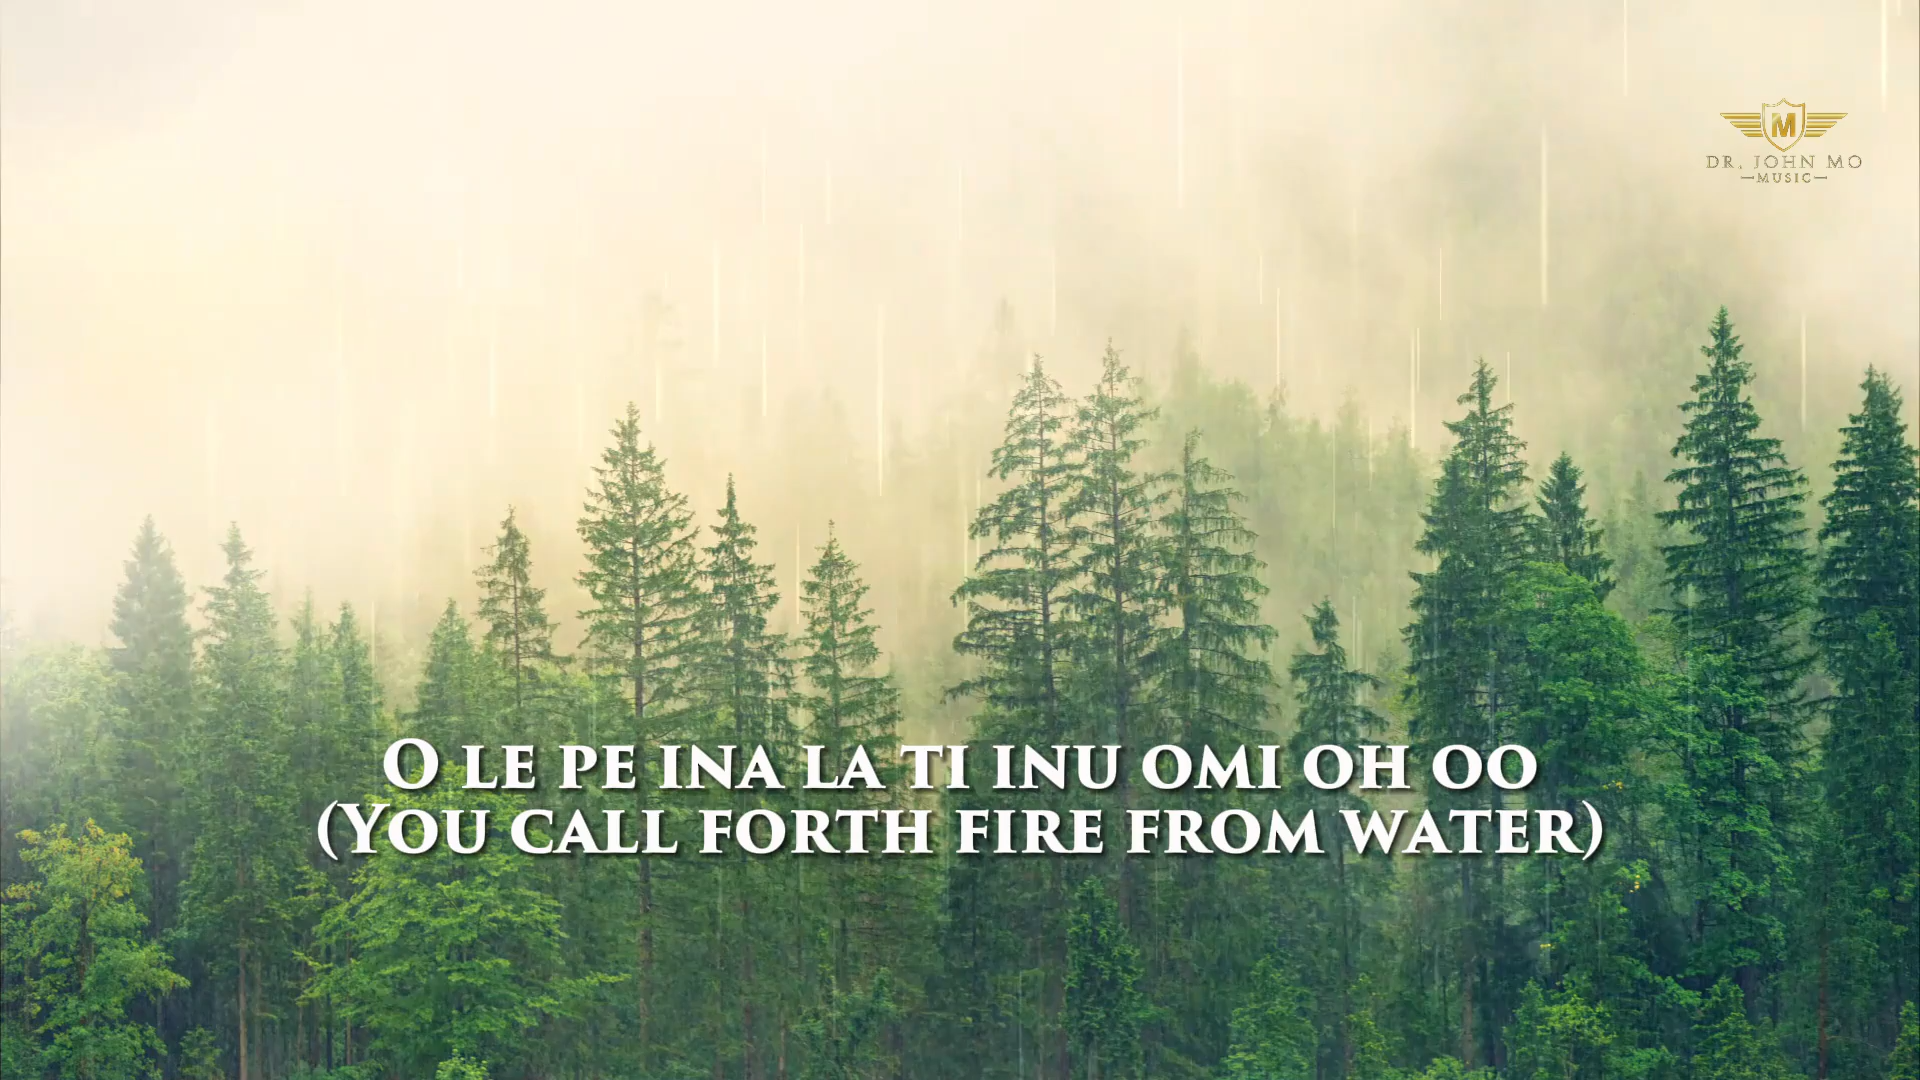 M
DR. JOHN MO
MUSIC
O LE PE INA LA TI INU OMI OH OO
(YOU CALL FORTH FIRE FROM WATER)